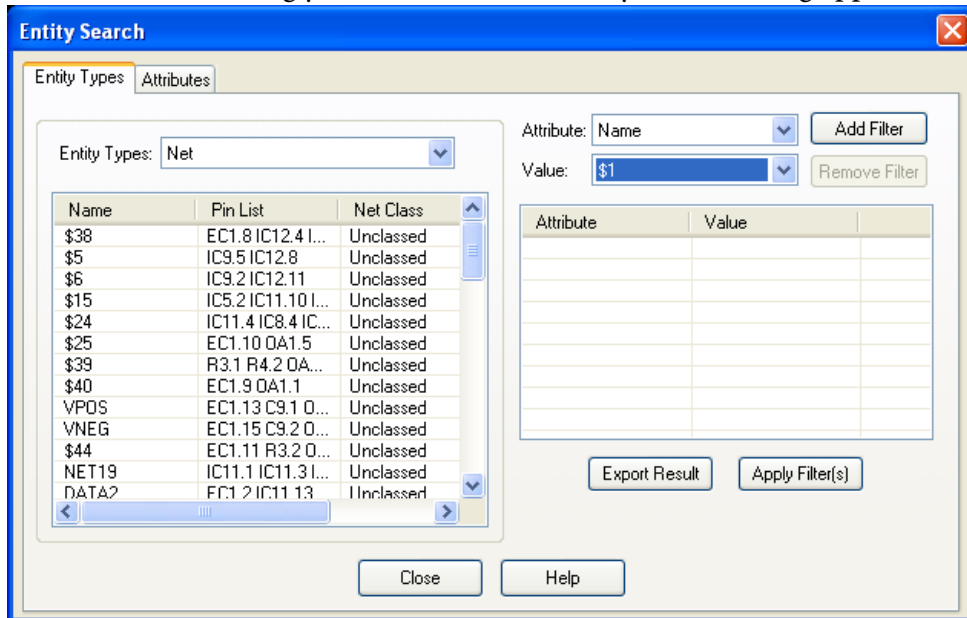 Entity Search
Entity Types Attributes
Entity Types: Net
Name Pin List Net Class
$38 EC1.8 IC12.4 I... Unclassed
$5 IC9.5 IC12.8 Unclassed
$6 IC9.2 IC12.11 Unclassed
$15 IC5.2 IC11.10 I... Unclassed
$24 IC11.4 IC8.4 IC... Unclassed
$25 EC1.10 OA1.5 Unclassed
$39 R3.1 R4.2 OA... Unclassed
$40 EC1.9 OA1.1 Unclassed
VPOS EC1.13 C9.1 O... Unclassed
VNEG EC1.15 C9.2 O... Unclassed
$44 EC1.11 R3.2 O... Unclassed
NET19 IC11.1 IC11.3 I... Unclassed
DATA2 EC1.2 IC11.13 Unclassed
Attribute: Name Add Filter
Value: $1 Remove Filter
Attribute Value
Export Result Apply Filter(s)
Close Help